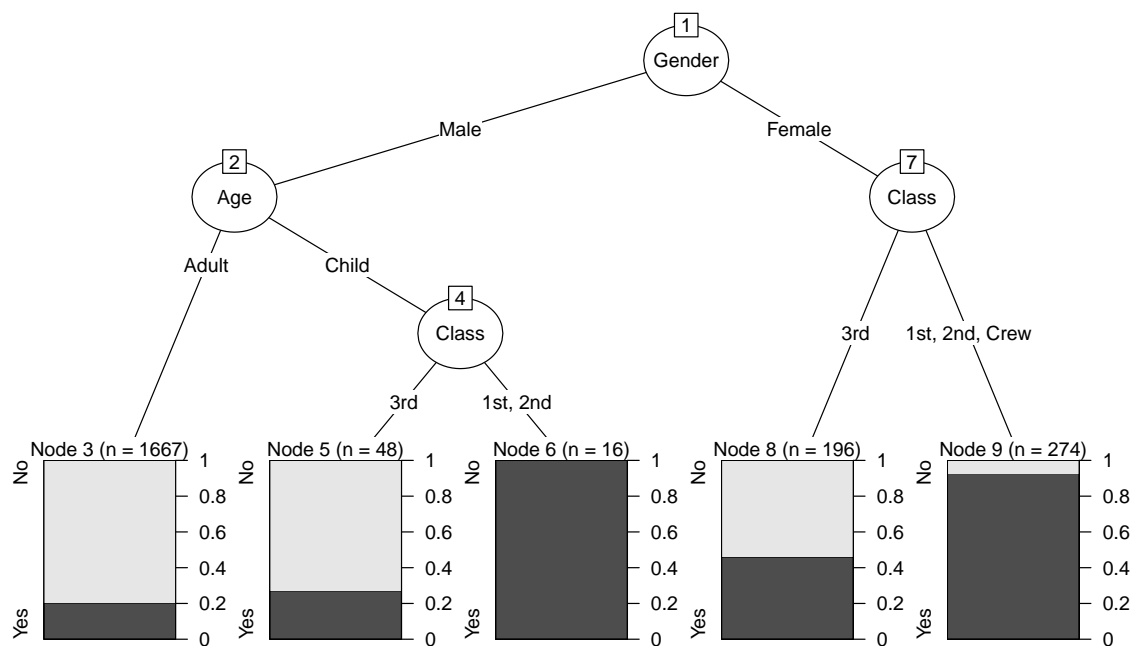 1
Gender
Male
Female
2
Age
7
Class
Adult
Child
4
Class
3rd
1st, 2nd, Crew
3rd
1st, 2nd
Node 3 (n = 1667)
Yes
No
0
0.2
0.4
0.6
0.8
1
Node 5 (n = 48)
Yes
No
0
0.2
0.4
0.6
0.8
1
Node 6 (n = 16)
Yes
No
0
0.2
0.4
0.6
0.8
1
Node 8 (n = 196)
Yes
No
0
0.2
0.4
0.6
0.8
1
Node 9 (n = 274)
Yes
No
0
0.2
0.4
0.6
0.8
1